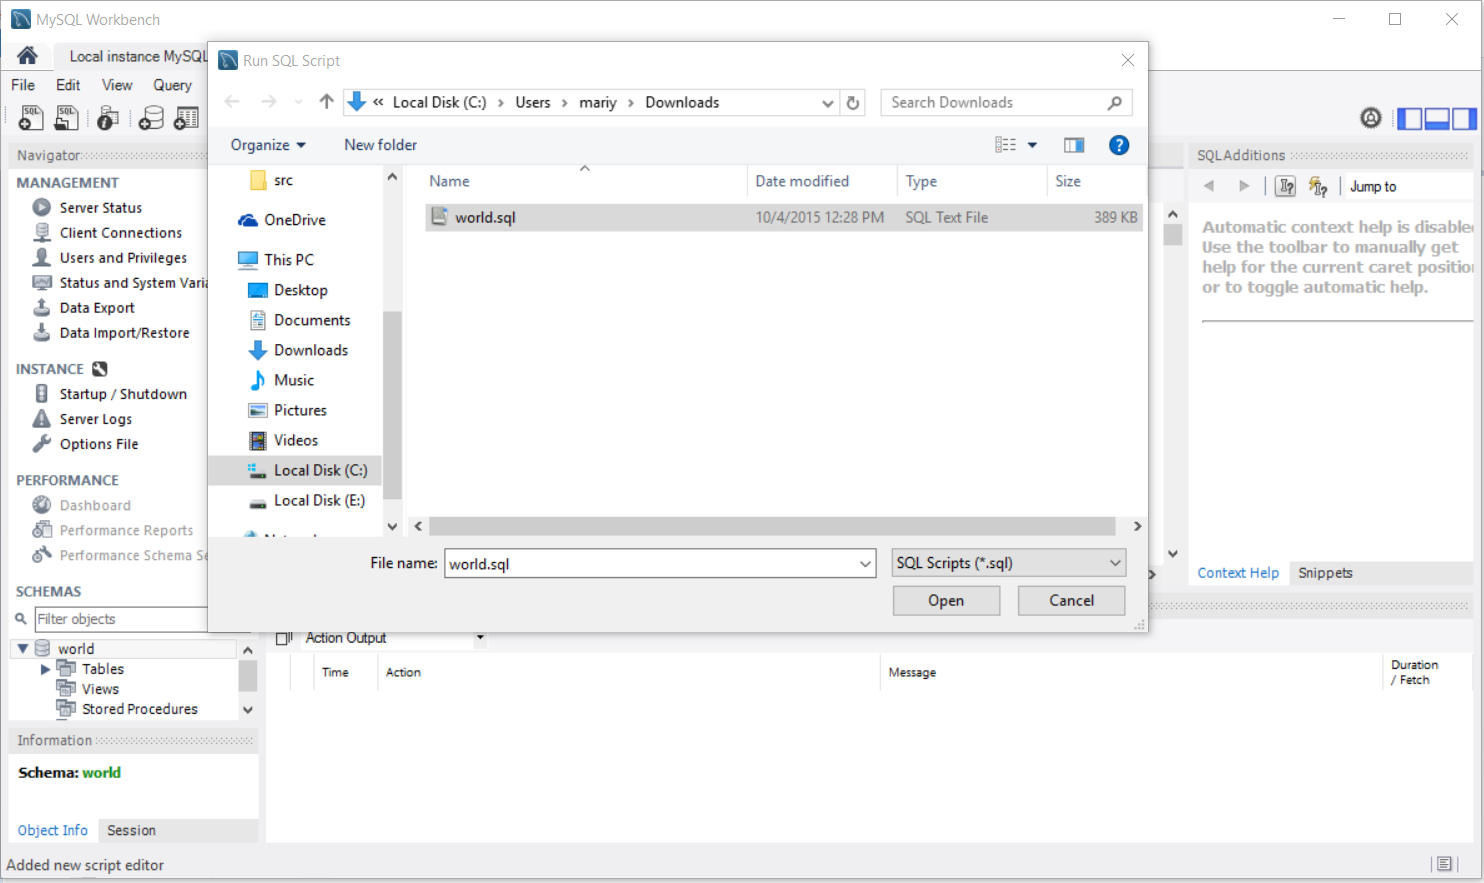 MySQL Workbench
Local instance MySQL
File Edit View Query
Run SQL Script
« Local Disk (C:) › Users › mariy › Downloads
Search Downloads
Organize New folder
src
OneDrive
This PC
Desktop
Documents
Downloads
Music
Pictures
Videos
Local Disk (C:)
Local Disk (E:)
Name Date modified Type Size
world.sql 10/4/2015 12:28 PM SQL Text File 389 KB
File name: world.sql SQL Scripts (*.sql)
Open Cancel
Navigator
MANAGEMENT
Server Status
Client Connections
Users and Privileges
Status and System Varia
Data Export
Data Import/Restore
INSTANCE
Startup / Shutdown
Server Logs
Options File
PERFORMANCE
Dashboard
Performance Reports
Performance Schema Se
SCHEMAS
Filter objects
world
Tables
Views
Stored Procedures
Information
Schema: world
Object Info Session
Added new script editor
SQLAdditions
Jump to
Automatic context help is disabled
Use the toolbar to manually get
help for the current caret position
or to toggle automatic help.
Context Help Snippets
Action Output
Time Action Message Duration
/ Fetch